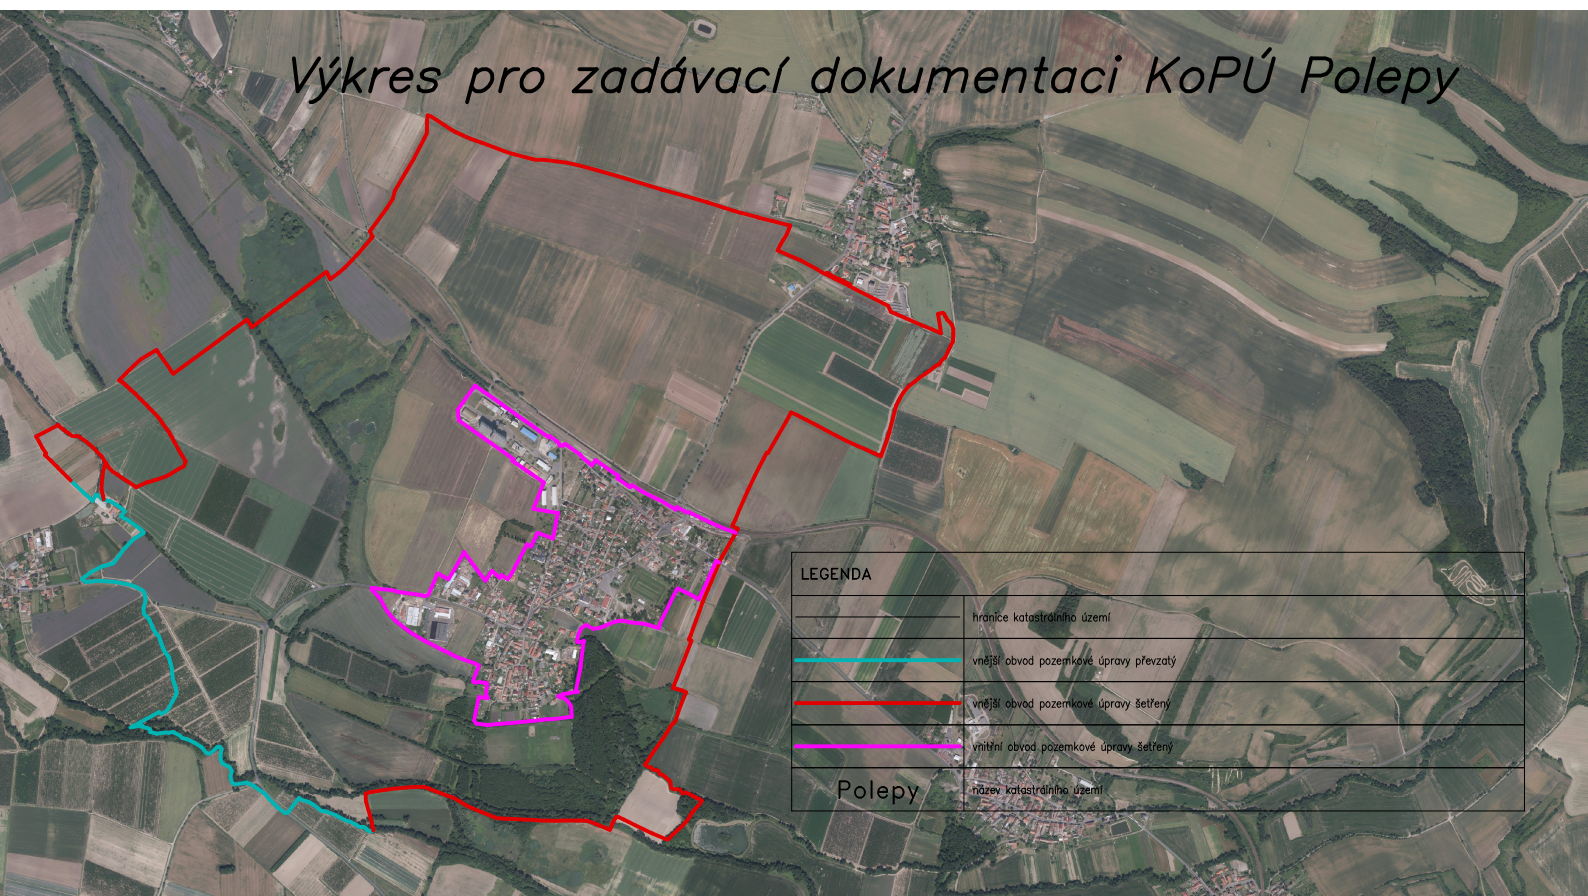 Výkres pro zadávací dokumentaci KoPÚ Polepy
LEGENDA
hranice katastrálního území
vnější obvod pozemkové úpravy převzatý
vnější obvod pozemkové úpravy šetřený
vnitřní obvod pozemkové úpravy šetřený
Polepy
název katastrálního území